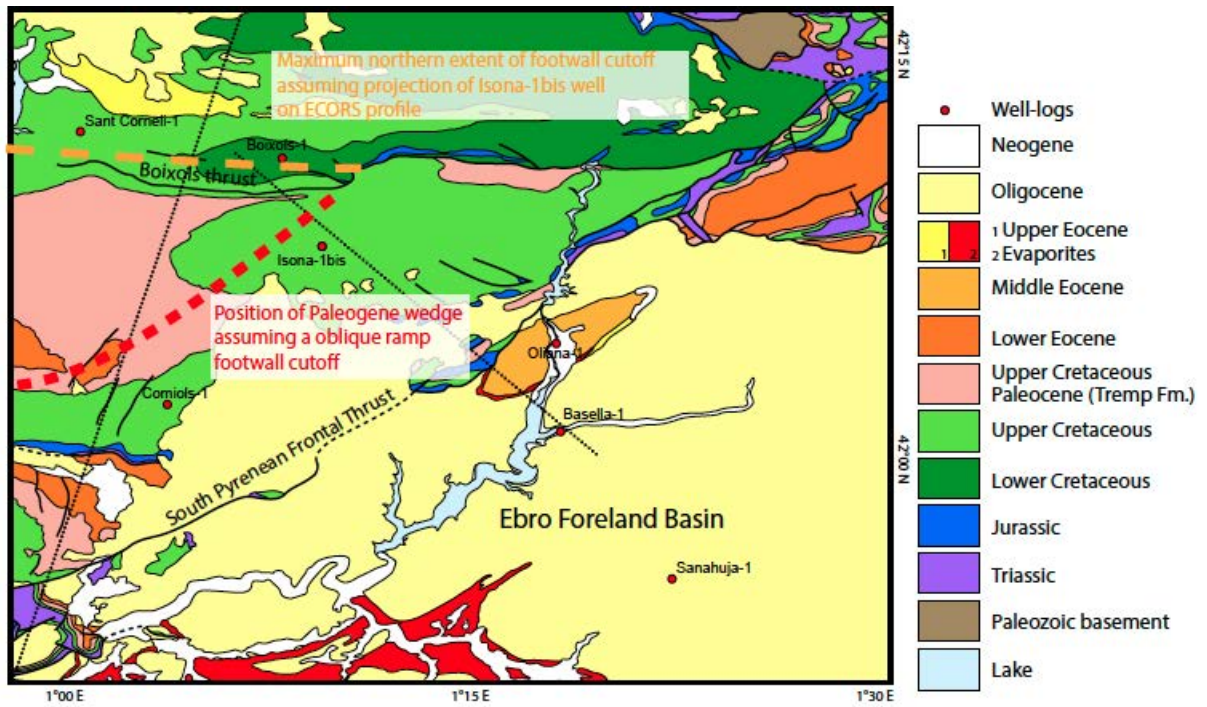 Maximum northern extent of footwall cutoff
assuming projection of Isona-1bis well
on ECORS profile
Sant Corneli-1
Boixols-1
Boixols thrust
Isona-1bis
Position of Paleogene wedge
assuming a oblique ramp
footwall cutoff
Comiols-1
Oliana-1
Basella-1
South Pyrenean Frontal Thrust
Ebro Foreland Basin
Sanahuja-1
42°15 N
42°00 N
1°00 E
1°15 E
1°30 E
Well-logs
Neogene
Oligocene
1 2
1 Upper Eocene
2 Evaporites
Middle Eocene
Lower Eocene
Upper Cretaceous
Paleocene (Tremp Fm.)
Upper Cretaceous
Lower Cretaceous
Jurassic
Triassic
Paleozoic basement
Lake